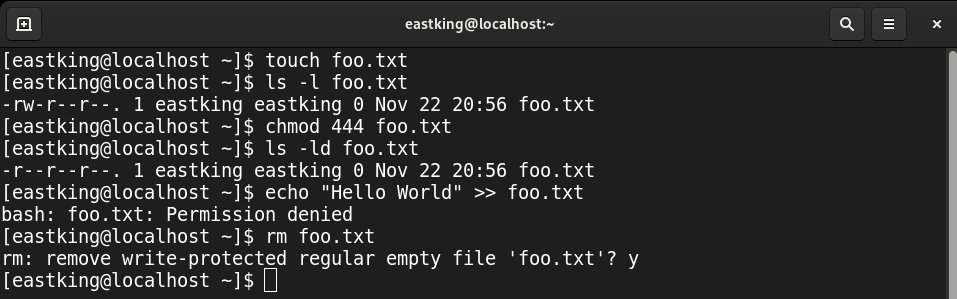 eastking@localhost:~
[eastking@localhost ~]$ touch foo.txt
[eastking@localhost ~]$ ls -l foo.txt
-rw-r--r--. 1 eastking eastking 0 Nov 22 20:56 foo.txt
[eastking@localhost ~]$ chmod 444 foo.txt
[eastking@localhost ~]$ ls -ld foo.txt
-r--r--r--. 1 eastking eastking 0 Nov 22 20:56 foo.txt
[eastking@localhost ~]$ echo "Hello World" >> foo.txt
bash: foo.txt: Permission denied
[eastking@localhost ~]$ rm foo.txt
rm: remove write-protected regular empty file 'foo.txt'? y
[eastking@localhost ~]$